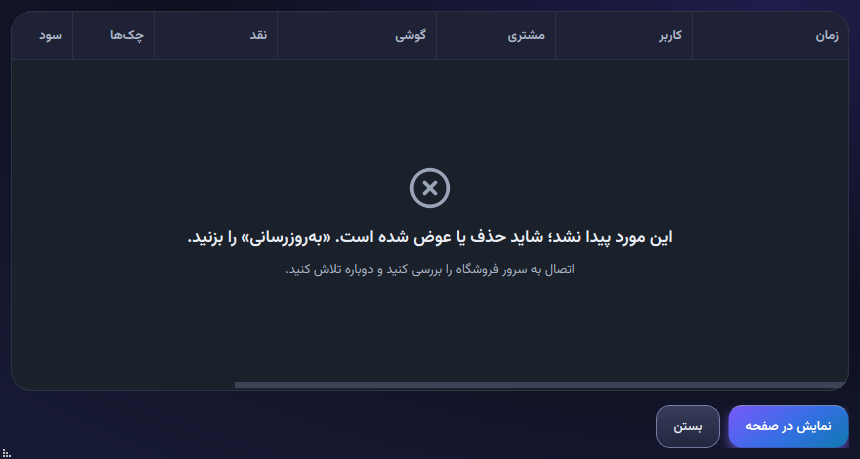 زمان کاربر مشتری گوشی نقد چک‌ها سود
این مورد پیدا نشد؛ شاید حذف یا عوض شده است. «به‌روزرسانی» را بزنید.
اتصال به سرور فروشگاه را بررسی کنید و دوباره تلاش کنید.
نمایش در صفحه بستن